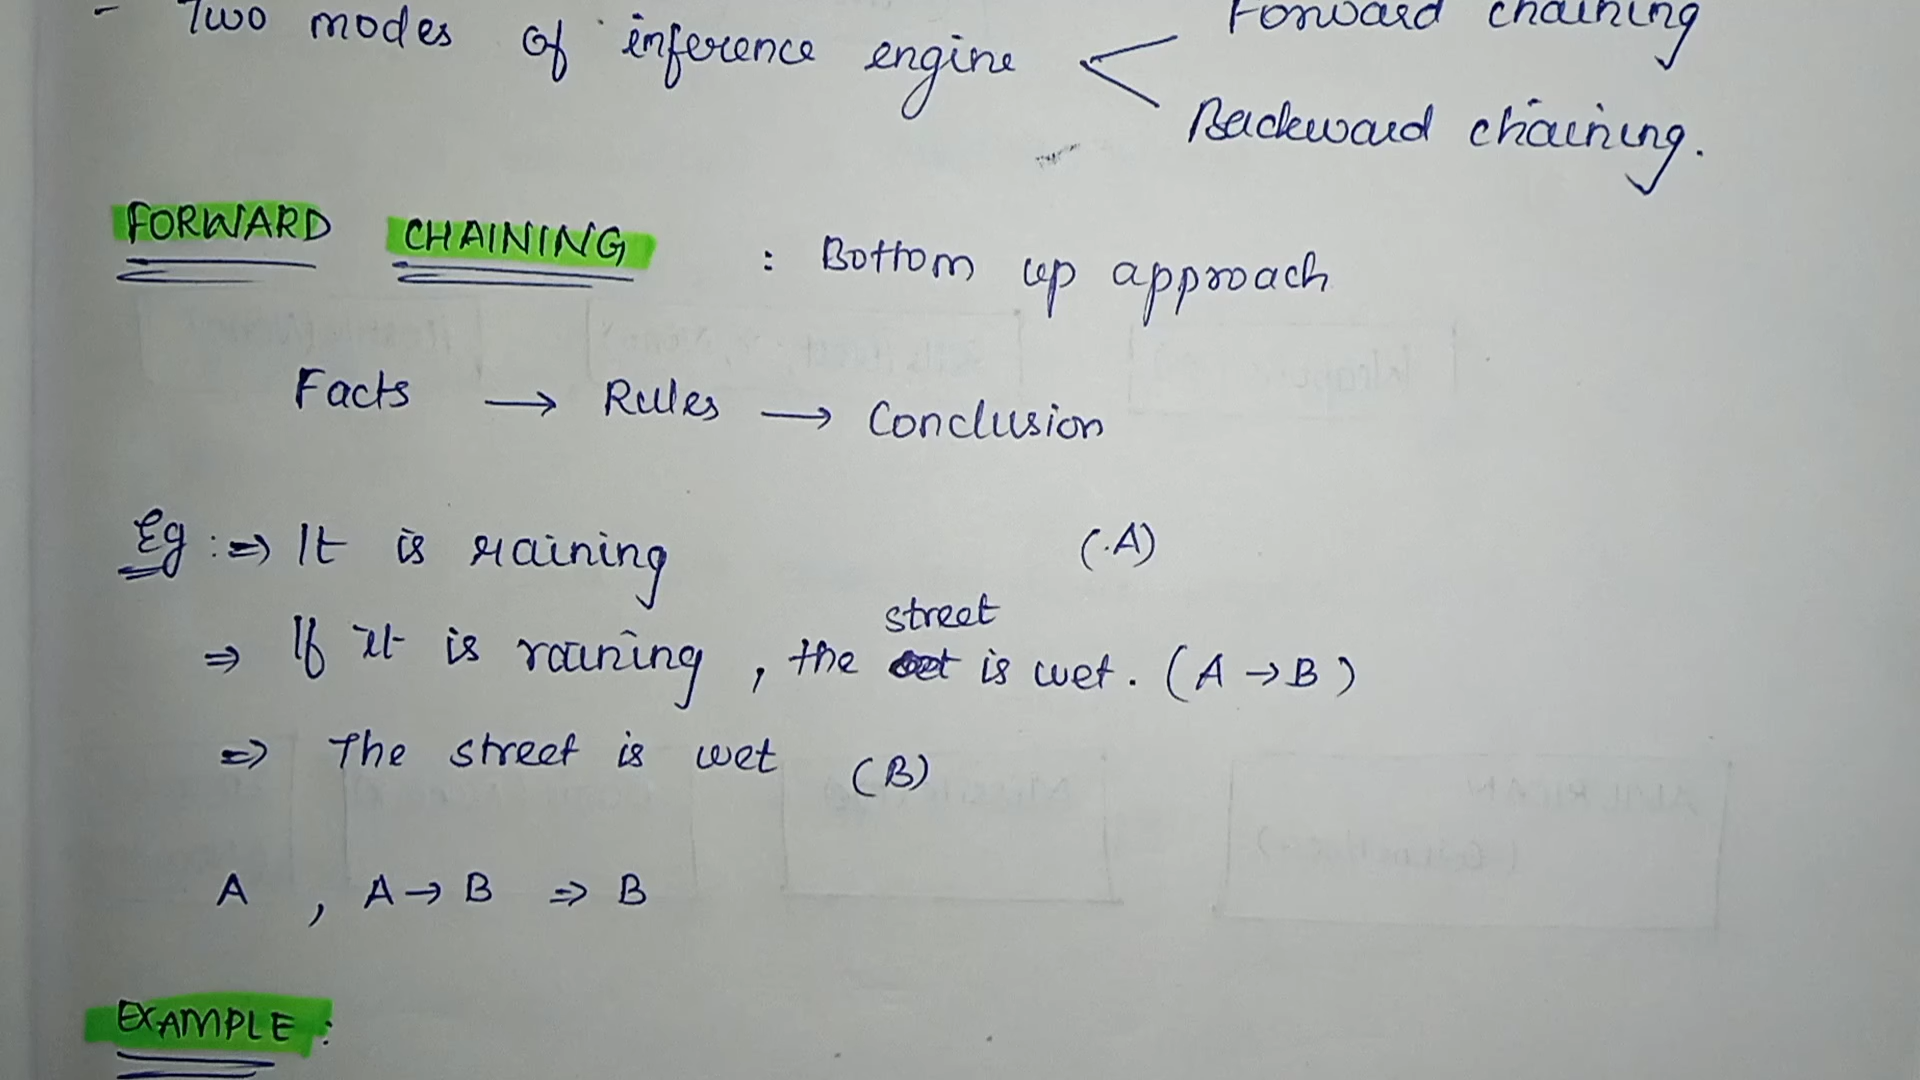 - Two modes of inference engine < Forward chaining
Backward chaining.
FORWARD CHAINING : Bottom up approach
Facts → Rules → Conclusion
Eg :⇒ It is raining (A)
street
⇒ If it is raining, the is wet. (A → B)
⇒ The street is wet (B)
A , A → B ⇒ B
EXAMPLE :